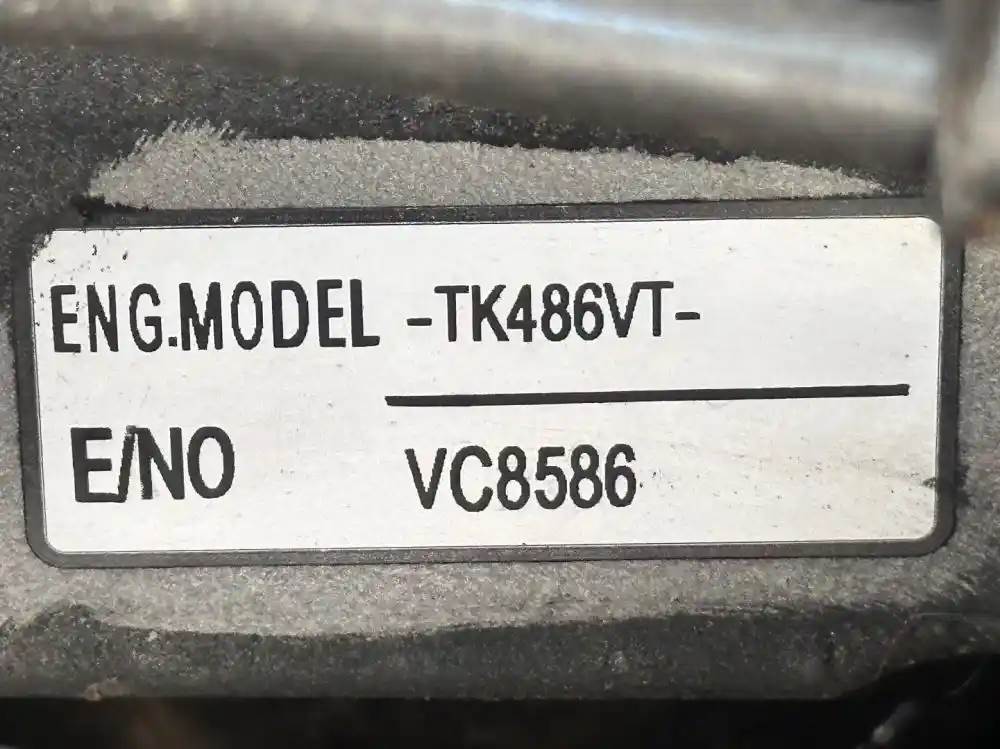 ENG.MODEL -TK486VT-
E/NO VC8586